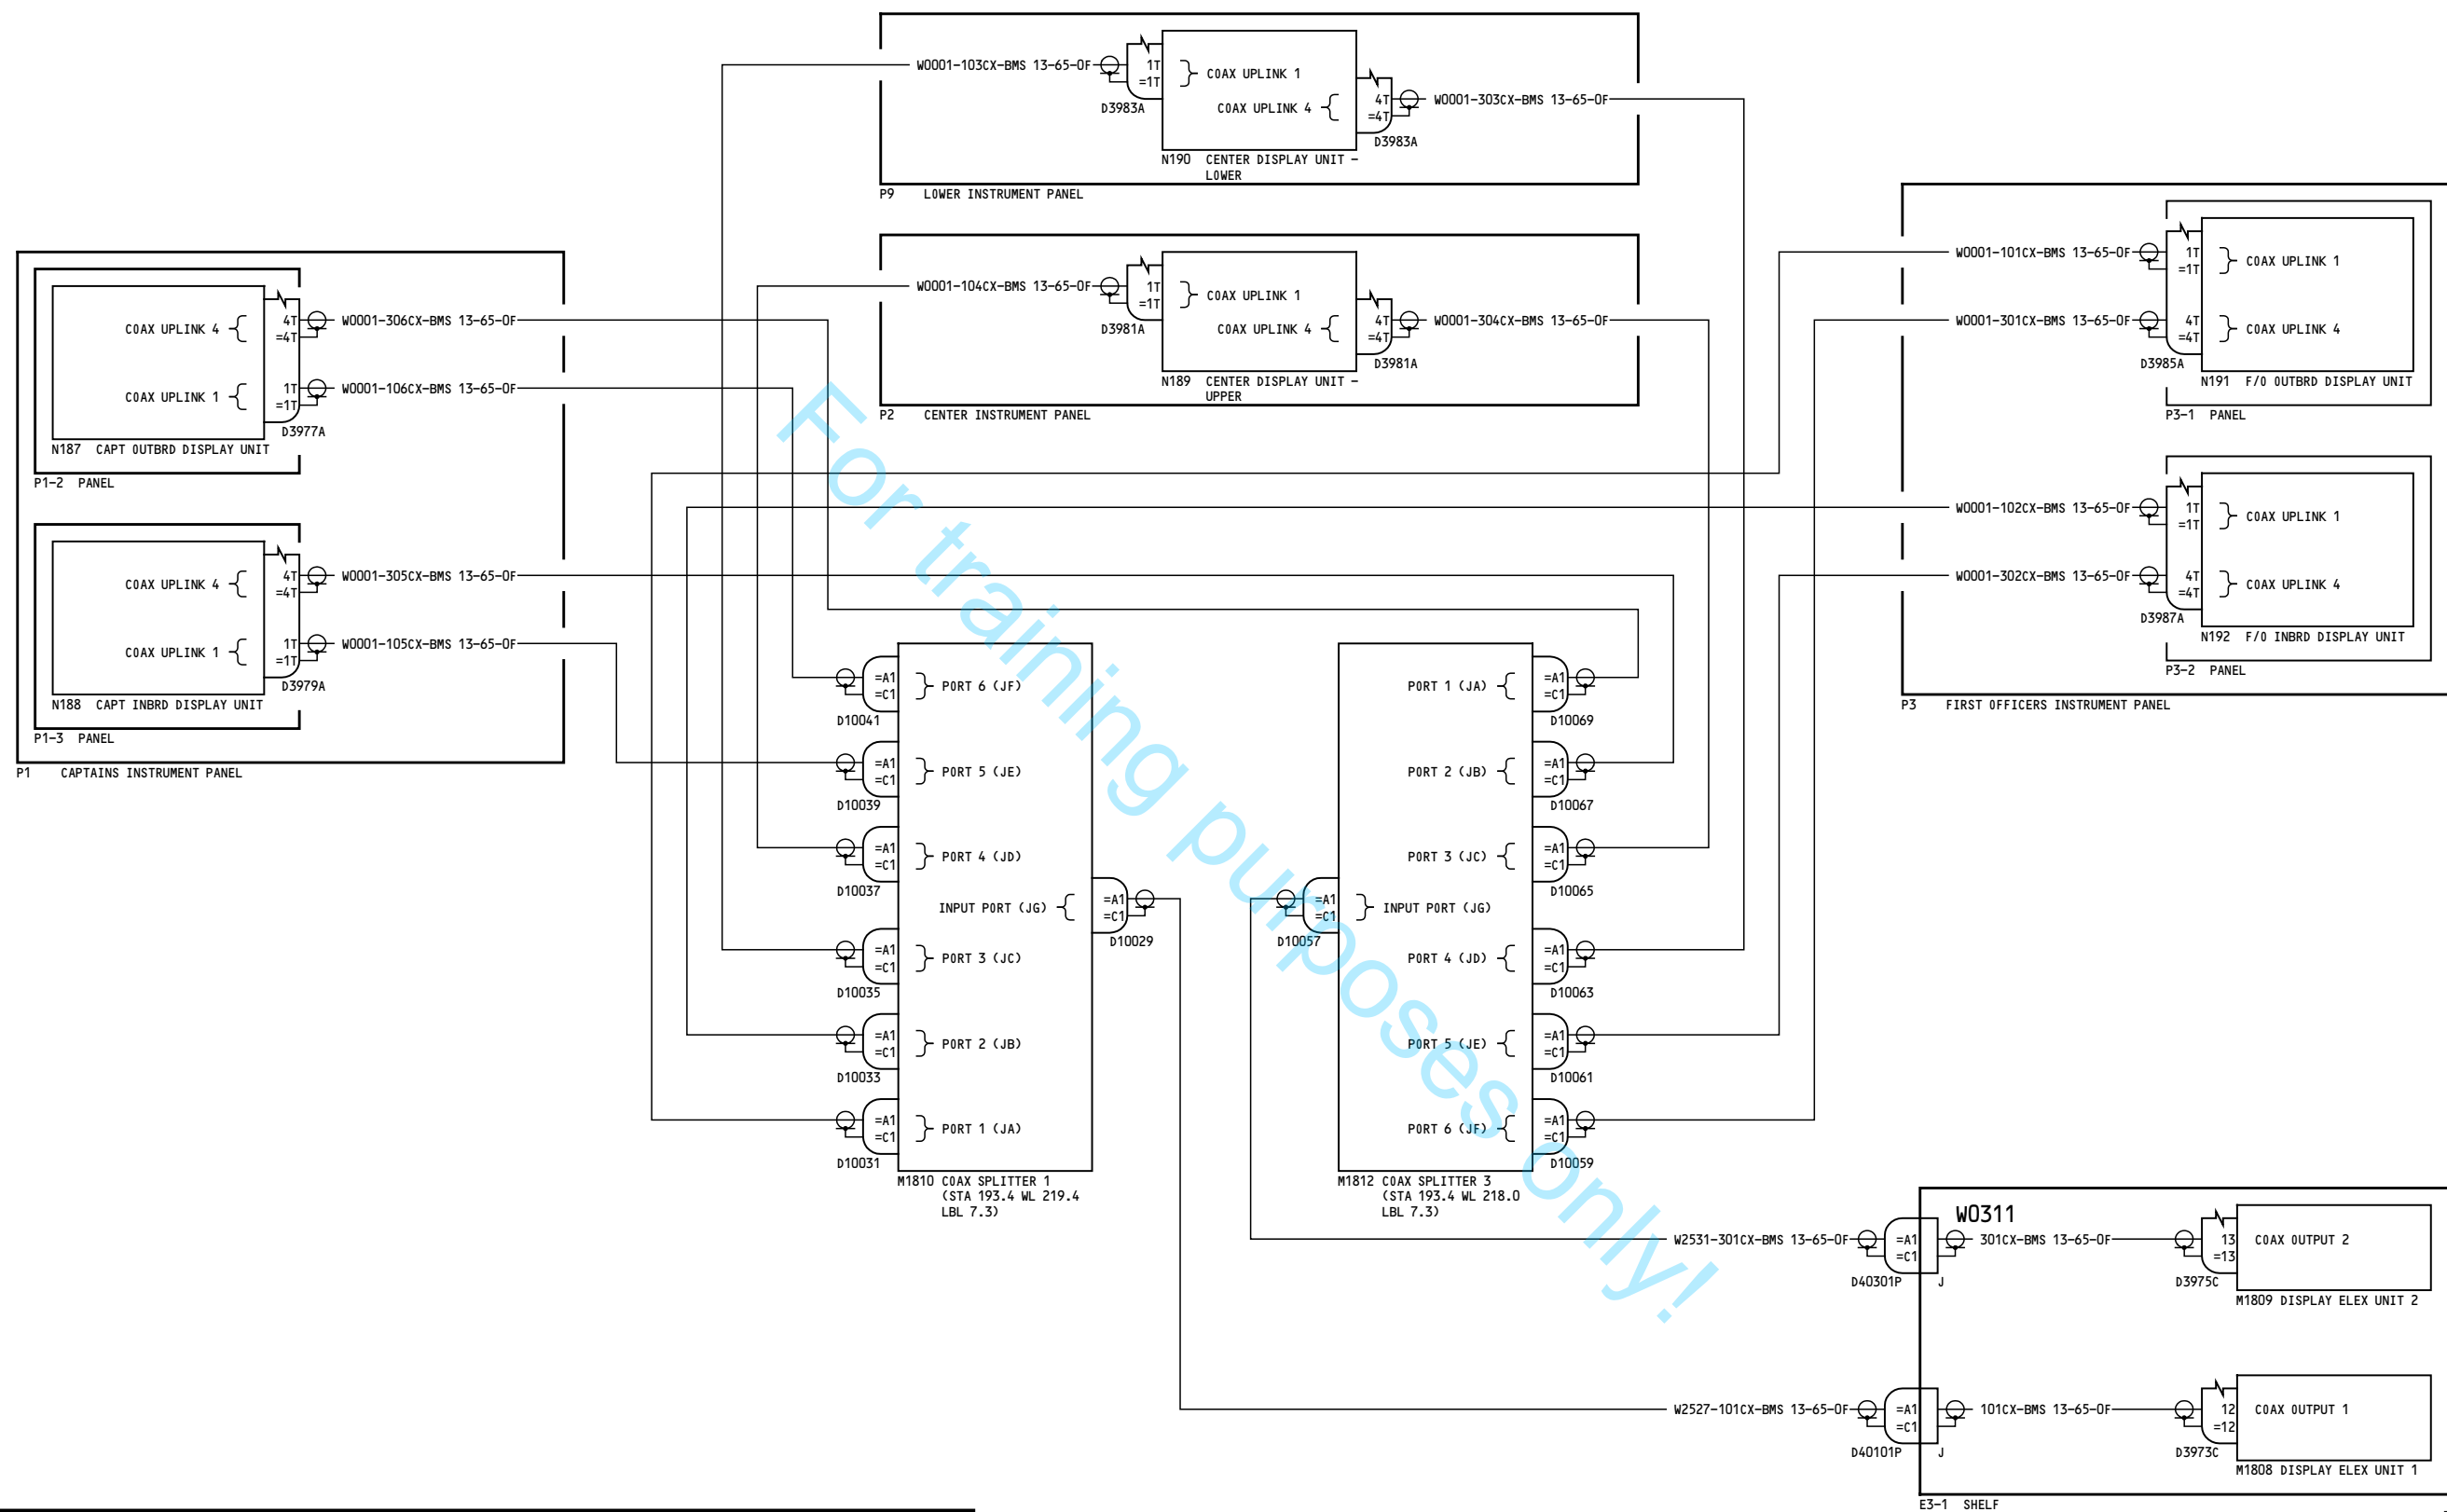 W0001-103CX-BMS 13-65-0F
1T
=1T
D3983A
COAX UPLINK 1
COAX UPLINK 4
4T
=4T
D3983A
W0001-303CX-BMS 13-65-0F
N190 CENTER DISPLAY UNIT -
LOWER
P9 LOWER INSTRUMENT PANEL
W0001-104CX-BMS 13-65-0F
1T
=1T
D3981A
COAX UPLINK 1
COAX UPLINK 4
4T
=4T
D3981A
W0001-304CX-BMS 13-65-0F
N189 CENTER DISPLAY UNIT -
UPPER
P2 CENTER INSTRUMENT PANEL
COAX UPLINK 4
4T
=4T
W0001-306CX-BMS 13-65-0F
COAX UPLINK 1
1T
=1T
W0001-106CX-BMS 13-65-0F
D3977A
N187 CAPT OUTBRD DISPLAY UNIT
P1-2 PANEL
COAX UPLINK 4
4T
=4T
W0001-305CX-BMS 13-65-0F
COAX UPLINK 1
1T
=1T
W0001-105CX-BMS 13-65-0F
D3979A
N188 CAPT INBRD DISPLAY UNIT
P1-3 PANEL
P1 CAPTAINS INSTRUMENT PANEL
W0001-101CX-BMS 13-65-0F
1T
=1T
COAX UPLINK 1
W0001-301CX-BMS 13-65-0F
4T
=4T
COAX UPLINK 4
D3985A
N191 F/O OUTBRD DISPLAY UNIT
P3-1 PANEL
W0001-102CX-BMS 13-65-0F
1T
=1T
COAX UPLINK 1
W0001-302CX-BMS 13-65-0F
4T
=4T
COAX UPLINK 4
D3987A
N192 F/O INBRD DISPLAY UNIT
P3-2 PANEL
P3 FIRST OFFICERS INSTRUMENT PANEL
=A1
=C1
PORT 6 (JF)
D10041
=A1
=C1
PORT 5 (JE)
D10039
=A1
=C1
PORT 4 (JD)
D10037
INPUT PORT (JG)
=A1
=C1
D10029
=A1
=C1
PORT 3 (JC)
D10035
=A1
=C1
PORT 2 (JB)
D10033
=A1
=C1
PORT 1 (JA)
D10031
M1810 COAX SPLITTER 1
(STA 193.4 WL 219.4
LBL 7.3)
PORT 1 (JA)
=A1
=C1
D10069
PORT 2 (JB)
=A1
=C1
D10067
PORT 3 (JC)
=A1
=C1
D10065
=A1
=C1
INPUT PORT (JG)
D10057
PORT 4 (JD)
=A1
=C1
D10063
PORT 5 (JE)
=A1
=C1
D10061
PORT 6 (JF)
=A1
=C1
D10059
M1812 COAX SPLITTER 3
(STA 193.4 WL 218.0
LBL 7.3)
W0311
W2531-301CX-BMS 13-65-0F
=A1
=C1
D40301P
J
301CX-BMS 13-65-0F
13
=13
D3975C
COAX OUTPUT 2
M1809 DISPLAY ELEX UNIT 2
W2527-101CX-BMS 13-65-0F
=A1
=C1
D40101P
J
101CX-BMS 13-65-0F
12
=12
D3973C
COAX OUTPUT 1
M1808 DISPLAY ELEX UNIT 1
E3-1 SHELF
For training purposes only!